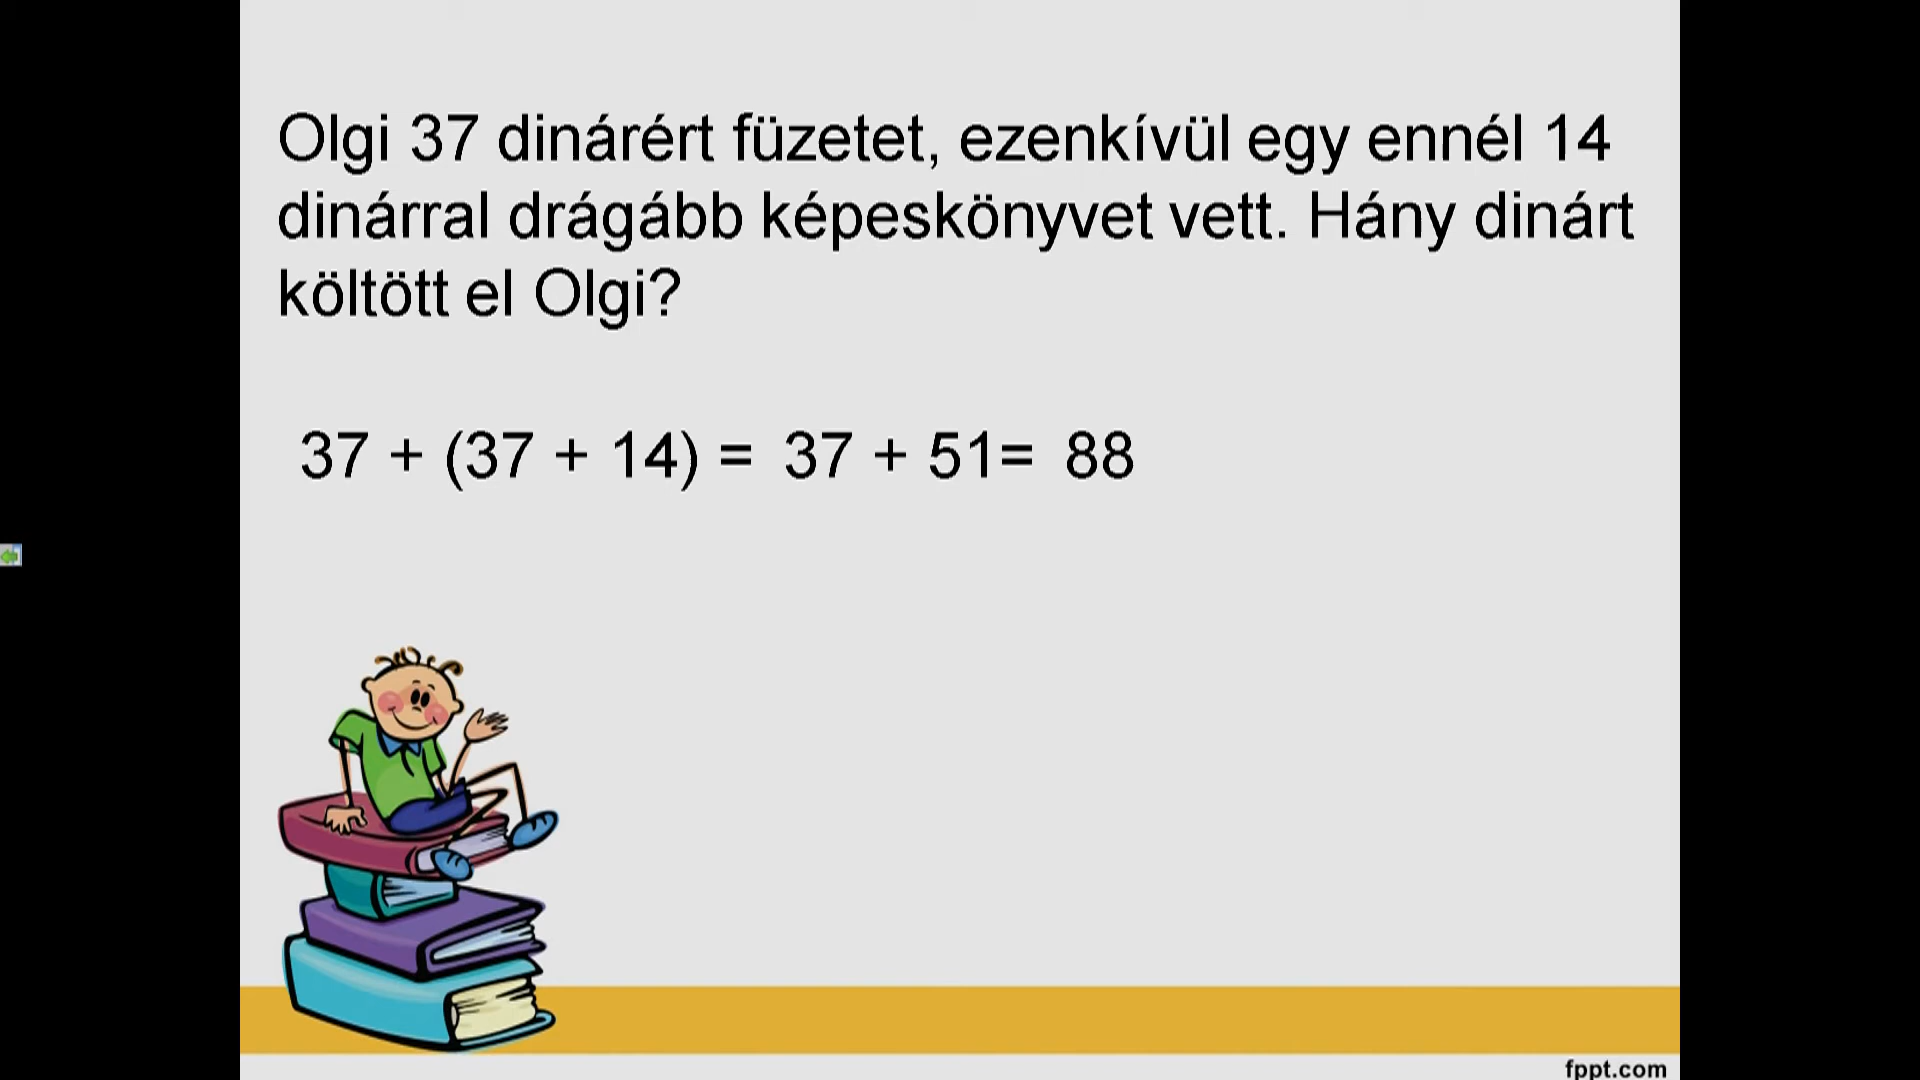 Olgi 37 dinárért füzetet, ezenkívül egy ennél 14
dinárral drágább képeskönyvet vett. Hány dinárt
költött el Olgi?
37 + (37 + 14) = 37 + 51= 88
fppt.com